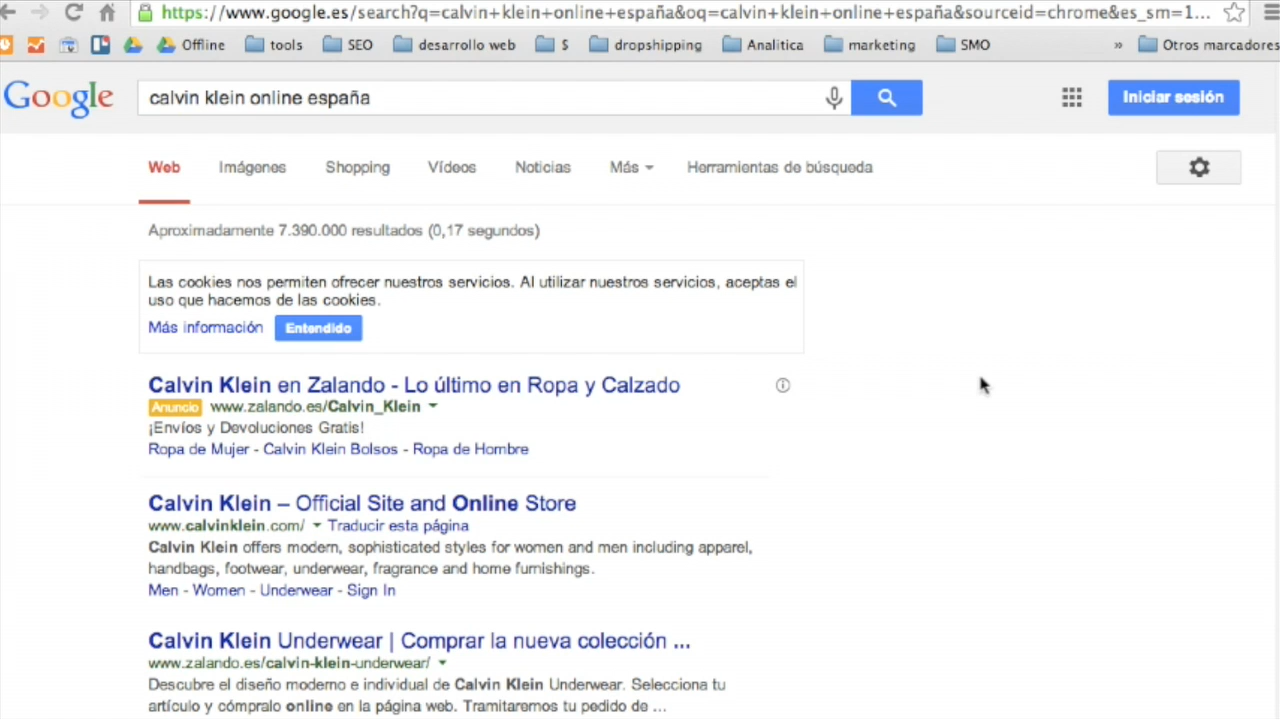 https://www.google.es/search?q=calvin+klein+online+españa&oq=calvin+klein+online+españa&sourceid=chrome&es_sm=1...
Offline tools SEO desarrollo web $ dropshipping Analitica marketing SMO » Otros marcadores
Google calvin klein online españa Iniciar sesión
Web Imágenes Shopping Vídeos Noticias Más Herramientas de búsqueda
Aproximadamente 7.390.000 resultados (0,17 segundos)
Las cookies nos permiten ofrecer nuestros servicios. Al utilizar nuestros servicios, aceptas el
uso que hacemos de las cookies.
Más información Entendido
Calvin Klein en Zalando - Lo último en Ropa y Calzado
Anuncio www.zalando.es/Calvin_Klein
¡Envíos y Devoluciones Gratis!
Ropa de Mujer - Calvin Klein Bolsos - Ropa de Hombre
Calvin Klein – Official Site and Online Store
www.calvinklein.com/ Traducir esta página
Calvin Klein offers modern, sophisticated styles for women and men including apparel,
handbags, footwear, underwear, fragrance and home furnishings.
Men - Women - Underwear - Sign In
Calvin Klein Underwear | Comprar la nueva colección ...
www.zalando.es/calvin-klein-underwear/
Descubre el diseño moderno e individual de Calvin Klein Underwear. Selecciona tu
artículo y cómpralo online en la página web. Tramitaremos tu pedido de ...